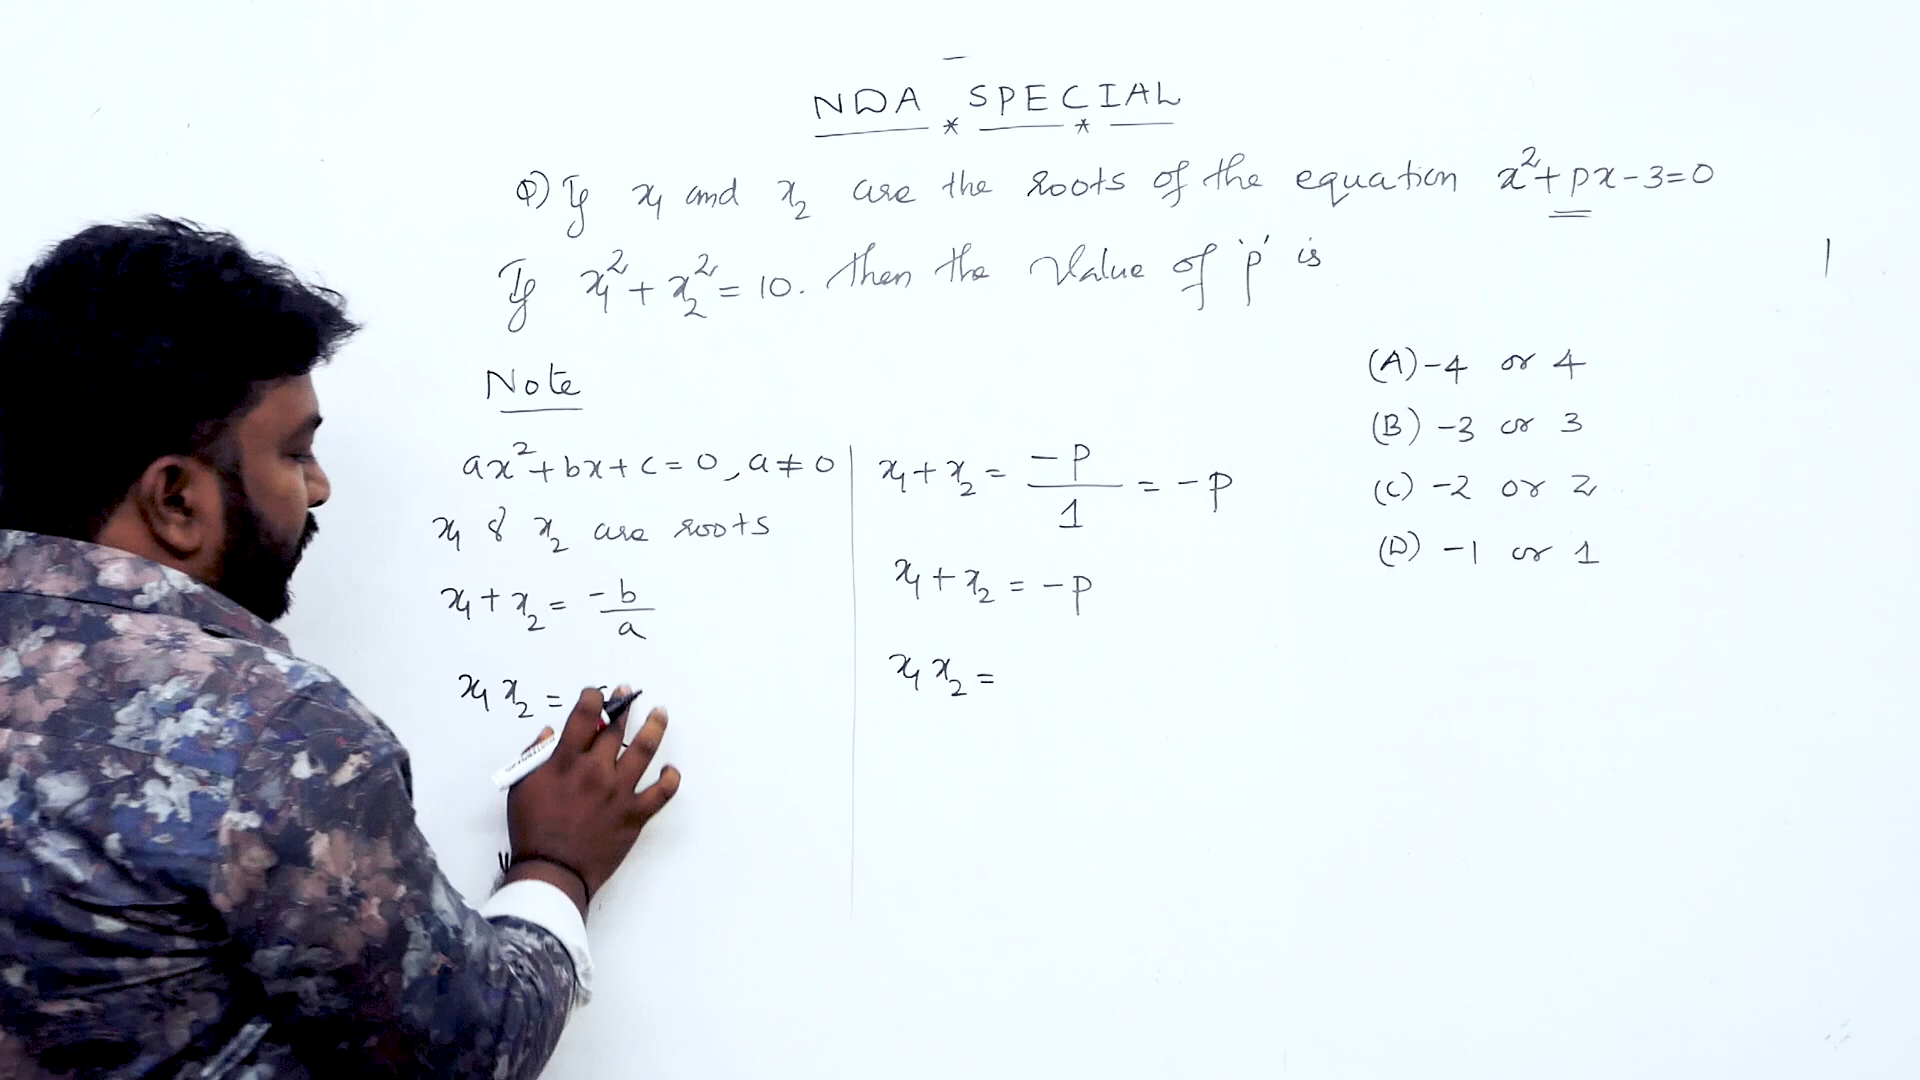 NDA SPECIAL
Q) If x₁ and x₂ are the roots of the equation x²+px-3=0
If x₁²+x₂²=10. then the value of 'p' is
Note
ax²+bx+c=0, a≠0
x₁ & x₂ are roots
x₁+x₂ = -b/a
x₁x₂ =
x₁+x₂ = -p/1 = -p
x₁+x₂ = -p
x₁x₂ =
(A) -4 or 4
(B) -3 or 3
(C) -2 or 2
(D) -1 or 1